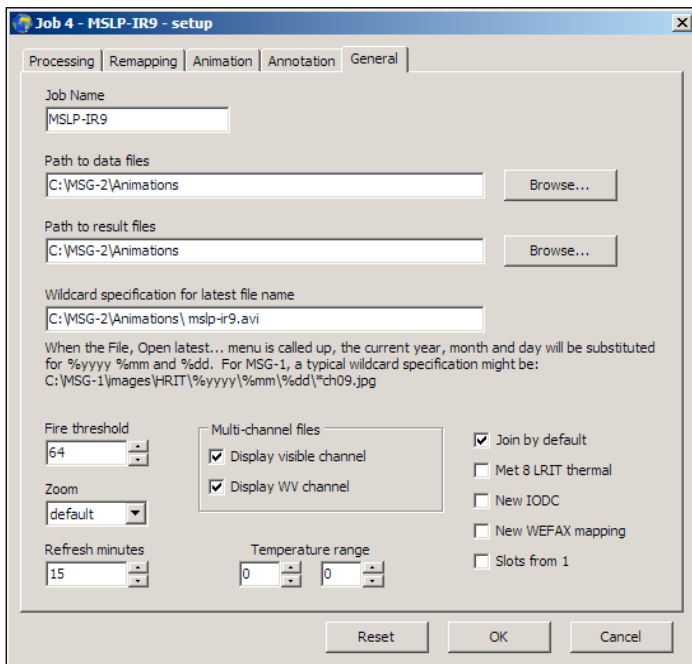 Job 4 - MSLP-IR9 - setup
Processing Remapping Animation Annotation General
Job Name
MSLP-IR9
Path to data files
C:\MSG-2\Animations
Browse...
Path to result files
C:\MSG-2\Animations
Browse...
Wildcard specification for latest file name
C:\MSG-2\Animations\ mslp-ir9.avi
When the File, Open latest... menu is called up, the current year, month and day will be substituted
for %yyyy %mm and %dd. For MSG-1, a typical wildcard specification might be:
C:\MSG-1\images\HRIT\%yyyy\%mm\%dd\*ch09.jpg
Fire threshold
64
Zoom
default
Refresh minutes
15
Multi-channel files
Display visible channel
Display WV channel
Temperature range
0 0
Join by default
Met 8 LRIT thermal
New IODC
New WEFAX mapping
Slots from 1
Reset OK Cancel